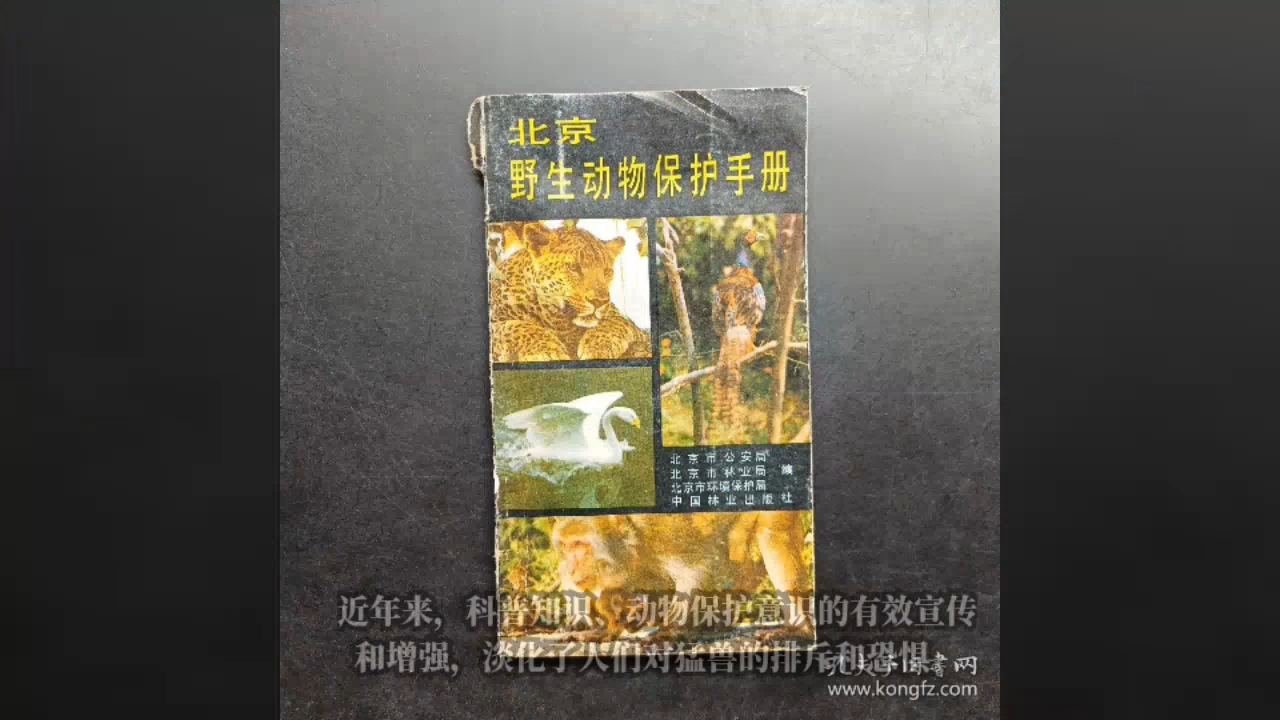 北京
野生动物保护手册
北京市公安局
北京市林业局 编
北京市环境保护局
中国林业出版社
近年来，科普知识、动物保护意识的有效宣传
和增强，淡化了人们对猛兽的排斥和恐惧。
孔夫子旧書网
www.kongfz.com